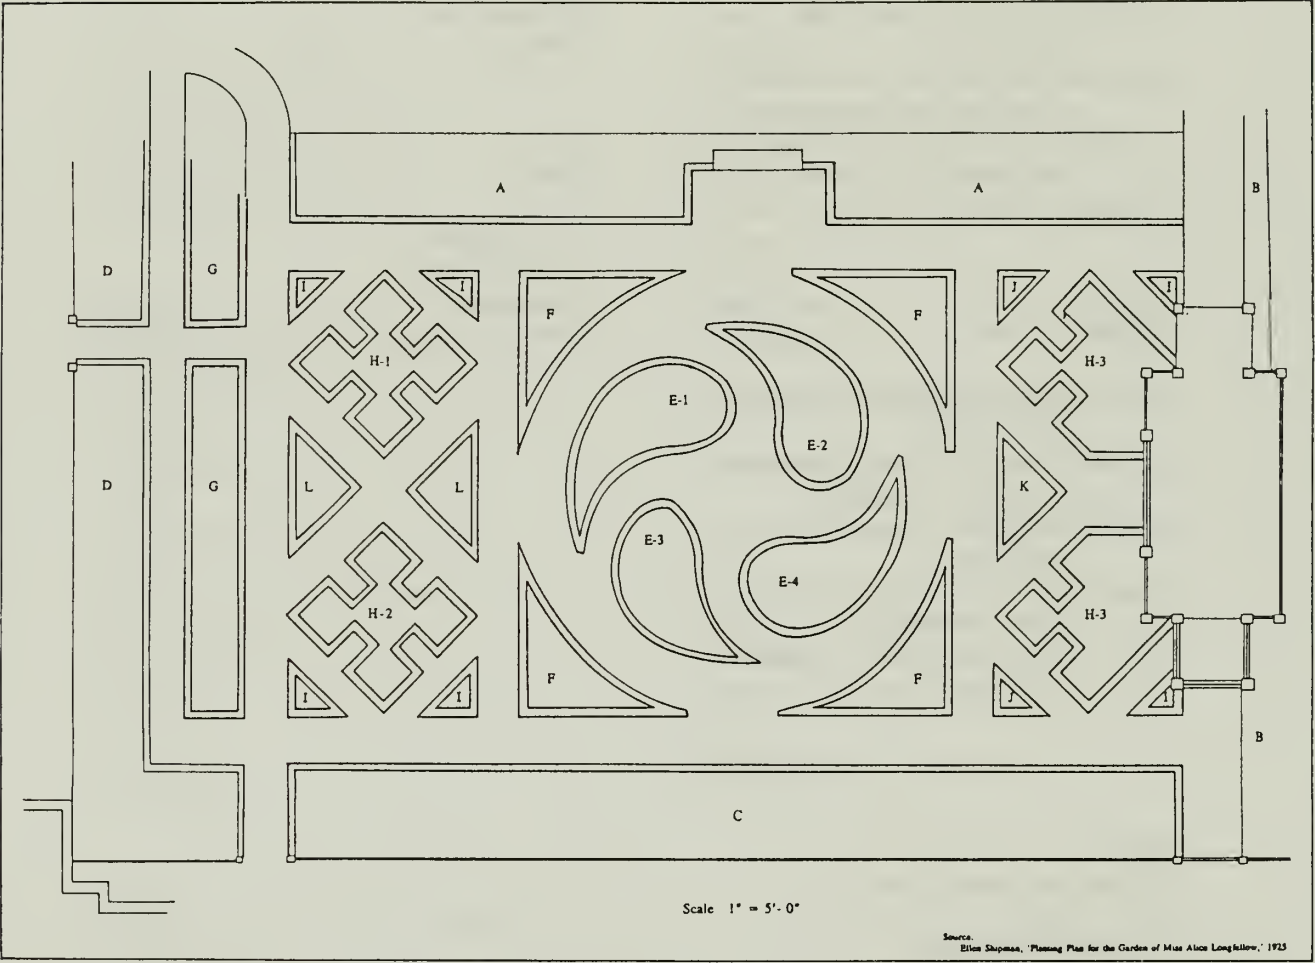 A A B
D G
I I J I
F F
H-1 H-3
E-1
E-2
D G L L K
E-3
E-4
H-2 H-3
F F
I I J I
B
C
Scale 1" = 5'- 0"
Source.
Ellen Shipman, 'Planting Plan for the Garden of Miss Alice Longfellow,' 1925